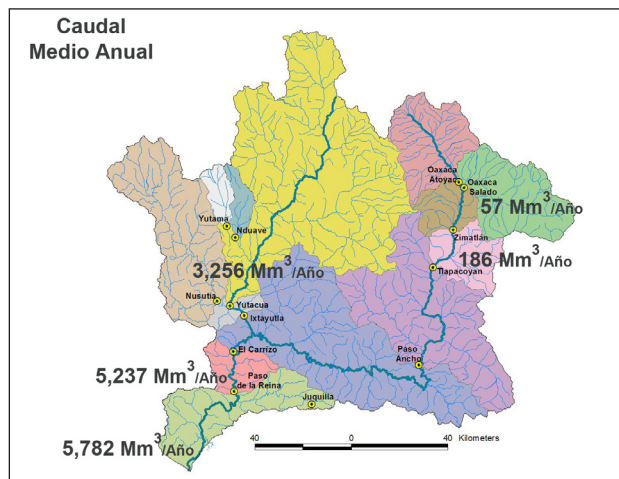 Caudal
Medio Anual
Oaxaca
Atoyac
Oaxaca
Salado
57 Mm3/Año
Yutama
Nduave
Zimatlán
186 Mm3/Año
Tlapacoyan
3,256 Mm3/Año
Nusutia
Yutacua
Ixtayutla
El Carrizo
Paso
Ancho
5,237 Mm3/Año
Paso
de la Reina
Juquilla
5,782 Mm3/Año
40 0 40 Kilometers